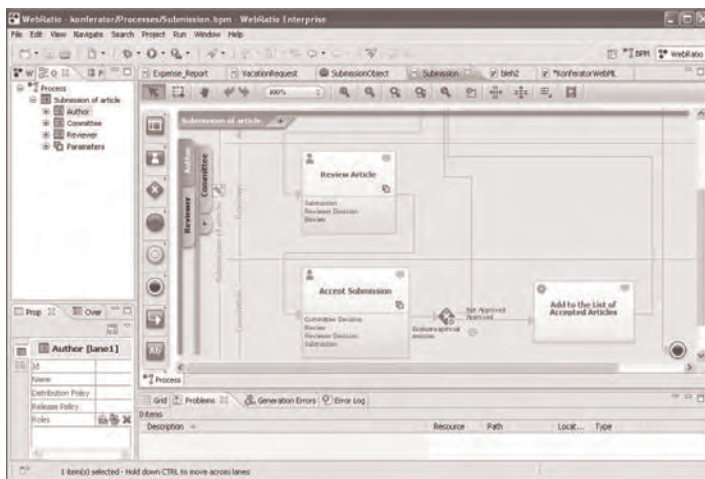 WebRatio - konferator/Processes/Submission.bpm - WebRatio Enterprise
File Edit View Navigate Search Project Run Window Help
BPM WebRatio
Expense_Report VacationRequest SubmissionObject Submission bleh2 *KonferatorWebML
100%
Process
Submission of article
Author
Committee
Reviewer
Parameters
Submission of article
Author
Committee
Reviewer
Review Article
Submission
Reviewer Decision
Review
Accept Submission
Committee Decision
Review
Reviewer Decision
Submission
Not Approved
Approved
Evaluate approval
decision
Add to the List of
Accepted Articles
Prop Over
Author [lane1]
Id
Name
Distribution Policy
Release Policy
Roles
Process
Grid Problems Generation Errors Error Log
0 items
Description Resource Path Locat... Type
1 item(s) selected - Hold down CTRL to move across lanes